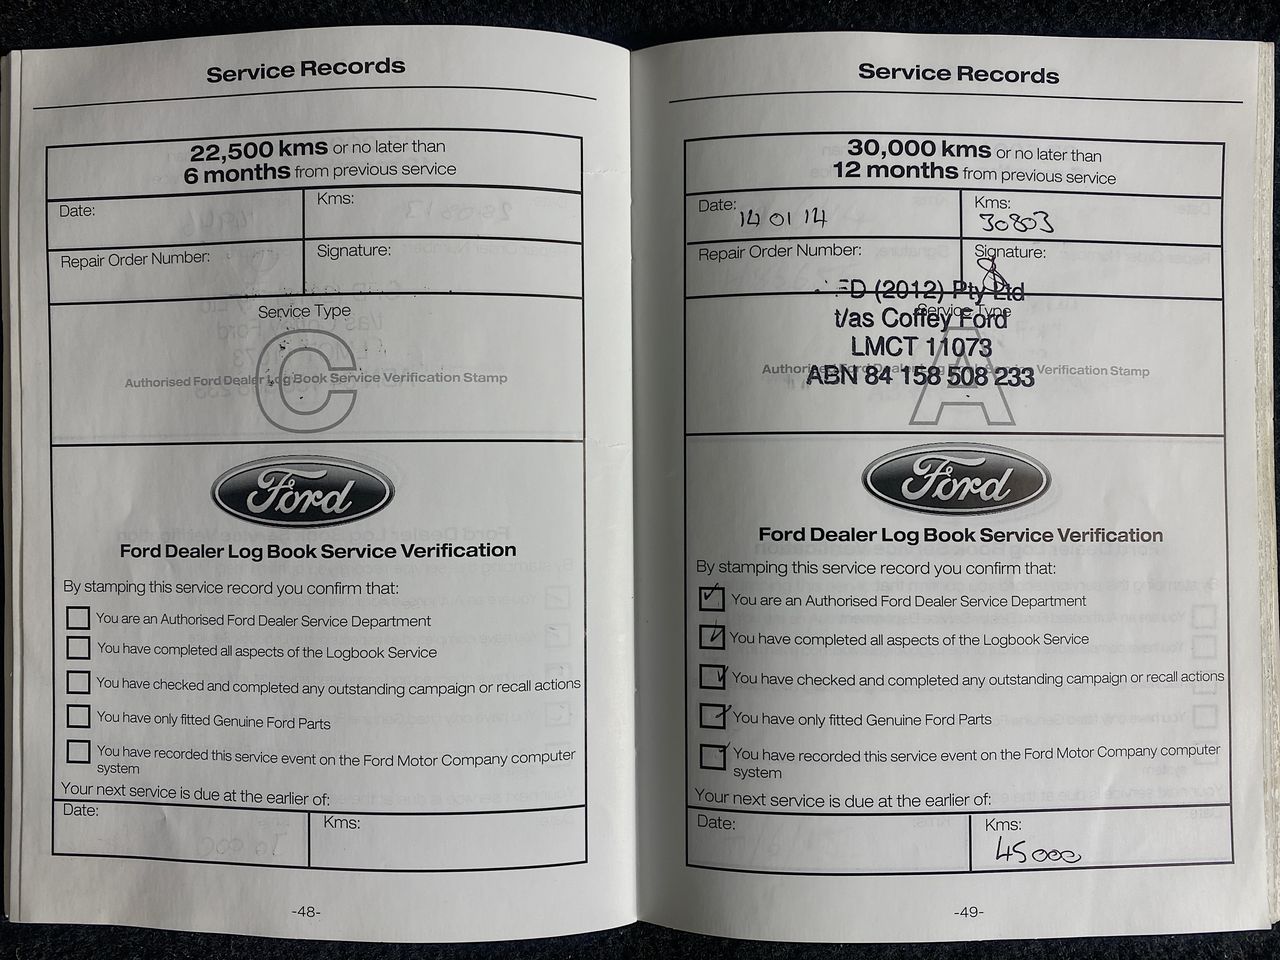 Service Records
22,500 kms or no later than
6 months from previous service
Date:
Kms:
Repair Order Number:
Signature:
Service Type
C
Authorised Ford Dealer Log Book Service Verification Stamp
Ford
Ford Dealer Log Book Service Verification
By stamping this service record you confirm that:
You are an Authorised Ford Dealer Service Department
You have completed all aspects of the Logbook Service
You have checked and completed any outstanding campaign or recall actions
You have only fitted Genuine Ford Parts
You have recorded this service event on the Ford Motor Company computer
system
Your next service is due at the earlier of:
Date:
Kms:
-48-
Service Records
30,000 kms or no later than
12 months from previous service
Date: 14 01 14
Kms: 30803
Repair Order Number:
Signature:
(2012) Pty Ltd
Service Type
t/as Coffey Ford
LMCT 11073
A
Authorised Ford Dealer Log Book Service Verification Stamp
ABN 84 158 508 233
Ford
Ford Dealer Log Book Service Verification
By stamping this service record you confirm that:
You are an Authorised Ford Dealer Service Department
You have completed all aspects of the Logbook Service
You have checked and completed any outstanding campaign or recall actions
You have only fitted Genuine Ford Parts
You have recorded this service event on the Ford Motor Company computer
system
Your next service is due at the earlier of:
Date:
Kms: 45000
-49-